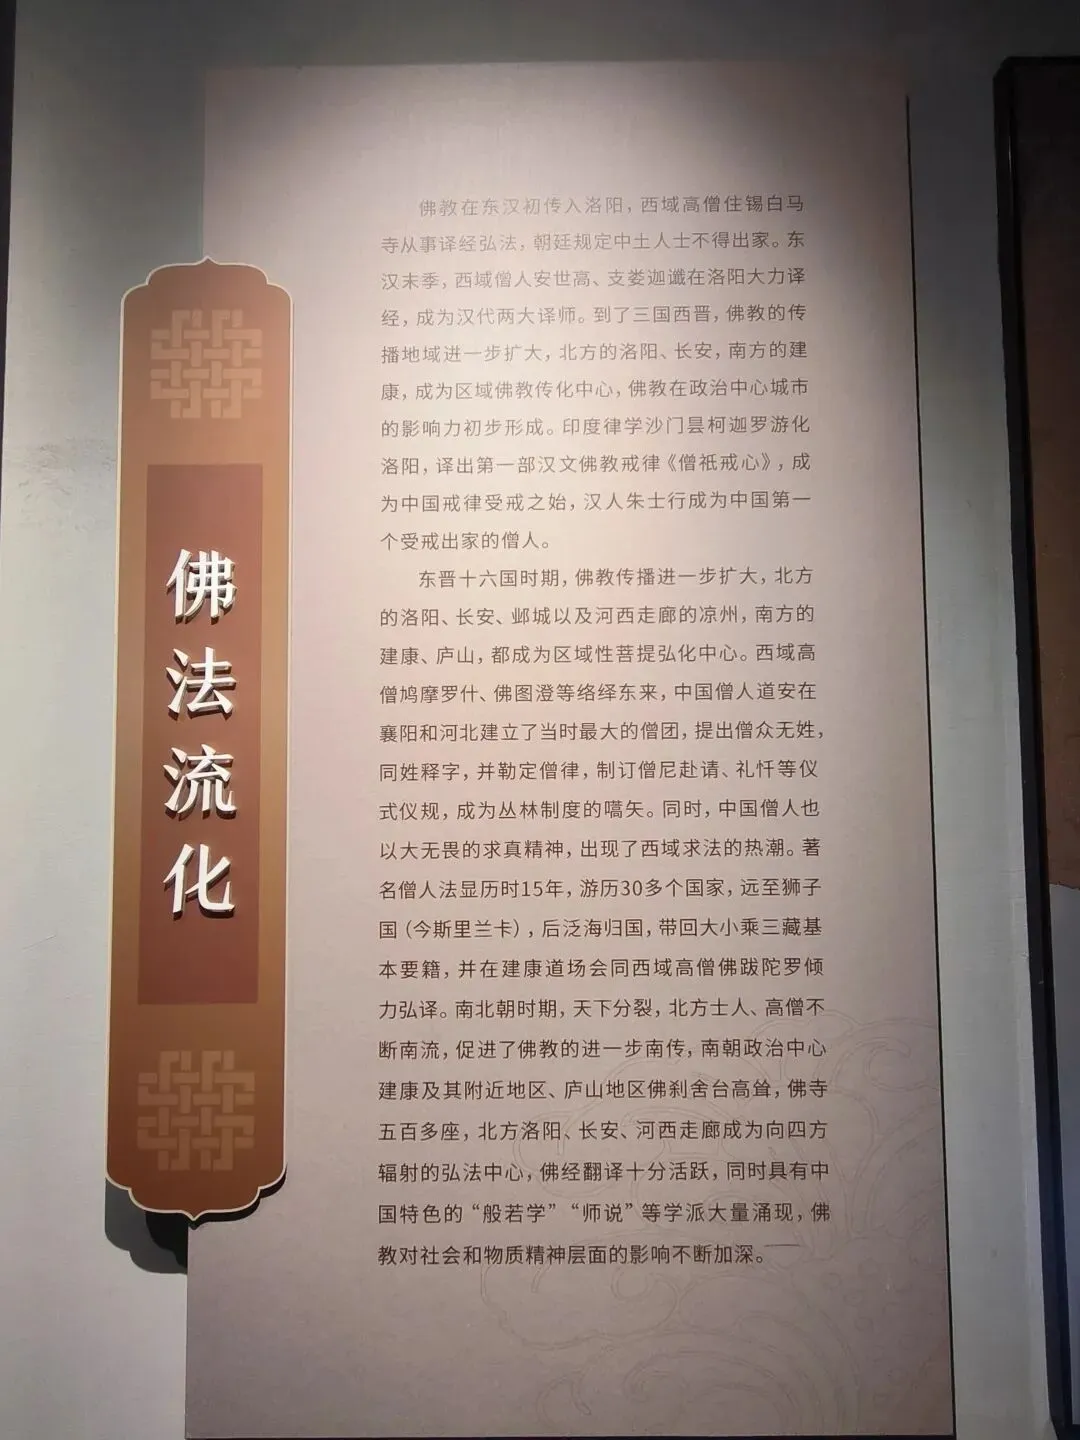 佛法流化
佛教在东汉初传入洛阳，西域高僧住锡白马
寺从事译经弘法，朝廷规定中土人士不得出家。东
汉末季，西域僧人安世高、支娄迦谶在洛阳大力译
经，成为汉代两大译师。到了三国西晋，佛教的传
播地域进一步扩大，北方的洛阳、长安，南方的建
康，成为区域佛教传化中心，佛教在政治中心城市
的影响力初步形成。印度律学沙门昙柯迦罗游化
洛阳，译出第一部汉文佛教戒律《僧祇戒心》，成
为中国戒律受戒之始，汉人朱士行成为中国第一
个受戒出家的僧人。
东晋十六国时期，佛教传播进一步扩大，北方
的洛阳、长安、邺城以及河西走廊的凉州，南方的
建康、庐山，都成为区域性菩提弘化中心。西域高
僧鸠摩罗什、佛图澄等络绎东来，中国僧人道安在
襄阳和河北建立了当时最大的僧团，提出僧众无姓，
同姓释字，并勒定僧律，制订僧尼赴请、礼忏等仪
式仪规，成为丛林制度的嚆矢。同时，中国僧人也
以大无畏的求真精神，出现了西域求法的热潮。著
名僧人法显历时15年，游历30多个国家，远至狮子
国（今斯里兰卡），后泛海归国，带回大小乘三藏基
本要籍，并在建康道场会同西域高僧佛跋陀罗倾
力弘译。南北朝时期，天下分裂，北方士人、高僧不
断南流，促进了佛教的进一步南传，南朝政治中心
建康及其附近地区、庐山地区佛刹舍台高耸，佛寺
五百多座，北方洛阳、长安、河西走廊成为向四方
辐射的弘法中心，佛经翻译十分活跃，同时具有中
国特色的“般若学”“师说”等学派大量涌现，佛
教对社会和物质精神层面的影响不断加深。